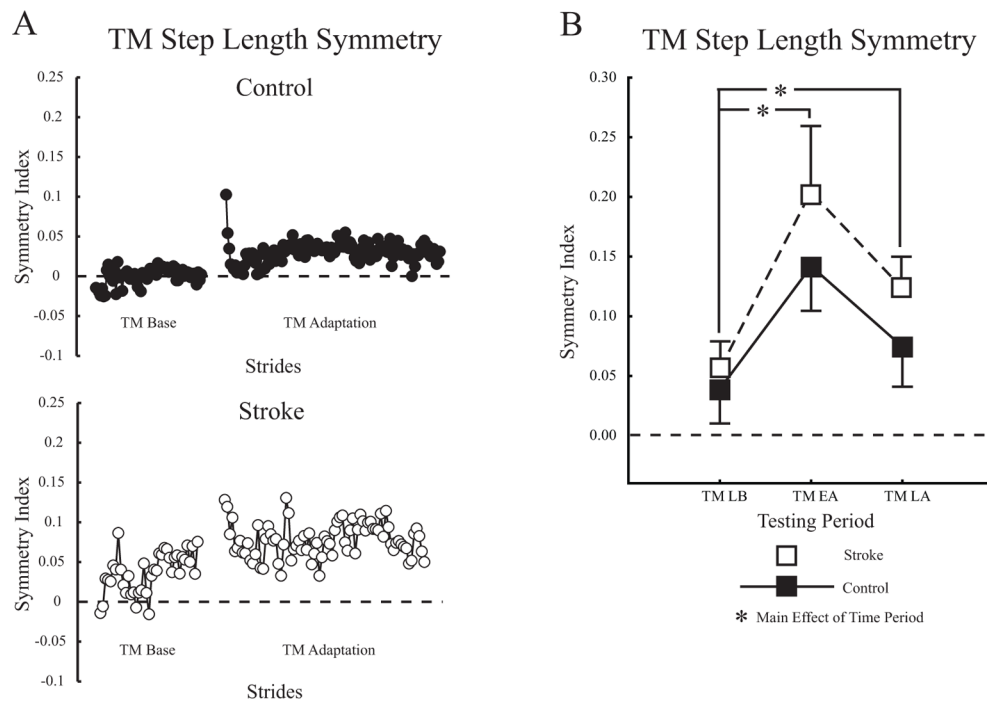 A
TM Step Length Symmetry
Control
0.25
0.2
0.15
0.1
0.05
0
-0.05
-0.1
Symmetry Index
TM Base
TM Adaptation
Strides
Stroke
0.25
0.2
0.15
0.1
0.05
0
-0.05
-0.1
Symmetry Index
TM Base
TM Adaptation
Strides
B
TM Step Length Symmetry
0.30
0.25
0.20
0.15
0.10
0.05
0.00
Symmetry Index
*
*
TM LB
TM EA
TM LA
Testing Period
Stroke
Control
* Main Effect of Time Period